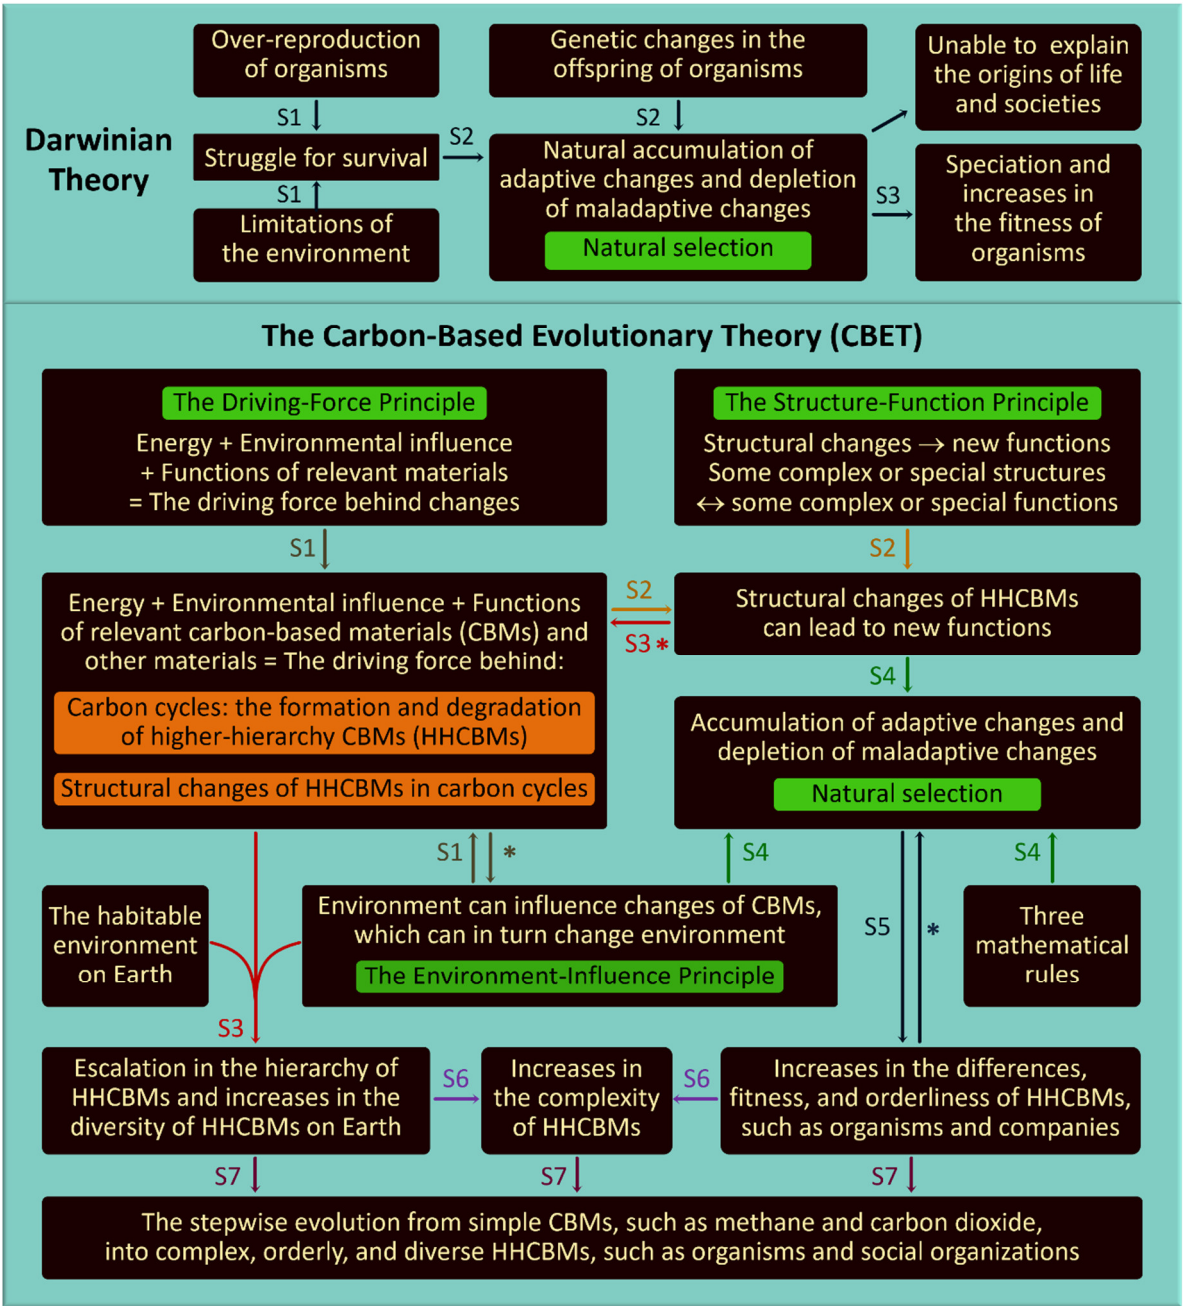 Darwinian
Theory
Over-reproduction
of organisms
S1
Struggle for survival
S1
Limitations of
the environment
S2
Genetic changes in the
offspring of organisms
S2
Natural accumulation of
adaptive changes and depletion
of maladaptive changes
Natural selection
S3
Unable to explain
the origins of life
and societies
Speciation and
increases in
the fitness of
organisms
The Carbon-Based Evolutionary Theory (CBET)
The Driving-Force Principle
Energy + Environmental influence
+ Functions of relevant materials
= The driving force behind changes
The Structure-Function Principle
Structural changes → new functions
Some complex or special structures
↔ some complex or special functions
S1
S2
Energy + Environmental influence + Functions
of relevant carbon-based materials (CBMs) and
other materials = The driving force behind:
Carbon cycles: the formation and degradation
of higher-hierarchy CBMs (HHCBMs)
Structural changes of HHCBMs in carbon cycles
S2
S3 *
Structural changes of HHCBMs
can lead to new functions
S4
Accumulation of adaptive changes and
depletion of maladaptive changes
Natural selection
S1 *
S4
S4
The habitable
environment
on Earth
Environment can influence changes of CBMs,
which can in turn change environment
The Environment-Influence Principle
S5 *
Three
mathematical
rules
S3
Escalation in the hierarchy of
HHCBMs and increases in the
diversity of HHCBMs on Earth
S6
Increases in
the complexity
of HHCBMs
S6
Increases in the differences,
fitness, and orderliness of HHCBMs,
such as organisms and companies
S7
S7
S7
The stepwise evolution from simple CBMs, such as methane and carbon dioxide,
into complex, orderly, and diverse HHCBMs, such as organisms and social organizations